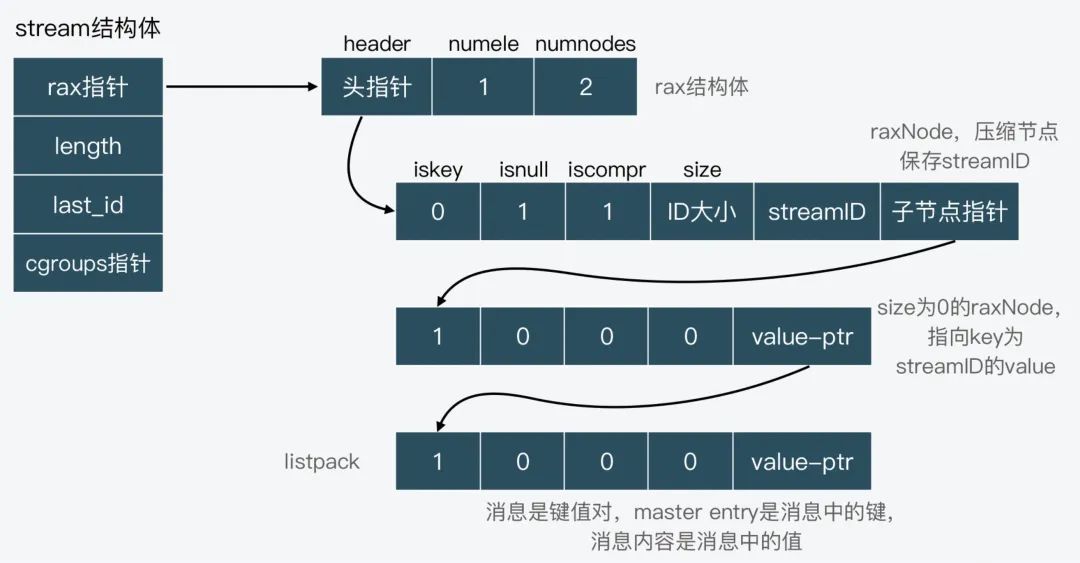 stream结构体
rax指针
length
last_id
cgroups指针
header numele numnodes
头指针 1 2
rax结构体
raxNode，压缩节点
保存streamID
iskey isnull iscompr size
0 1 1 ID大小 streamID 子节点指针
1 0 0 0 value-ptr
size为0的raxNode，
指向key为
streamID的value
listpack
1 0 0 0 value-ptr
消息是键值对，master entry是消息中的键，
消息内容是消息中的值